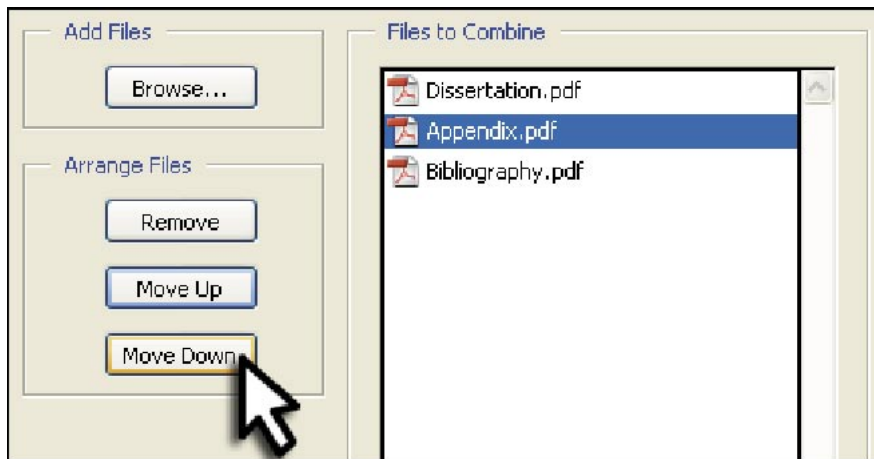 Add Files
Browse...
Arrange Files
Remove
Move Up
Move Down
Files to Combine
Dissertation.pdf
Appendix.pdf
Bibliography.pdf